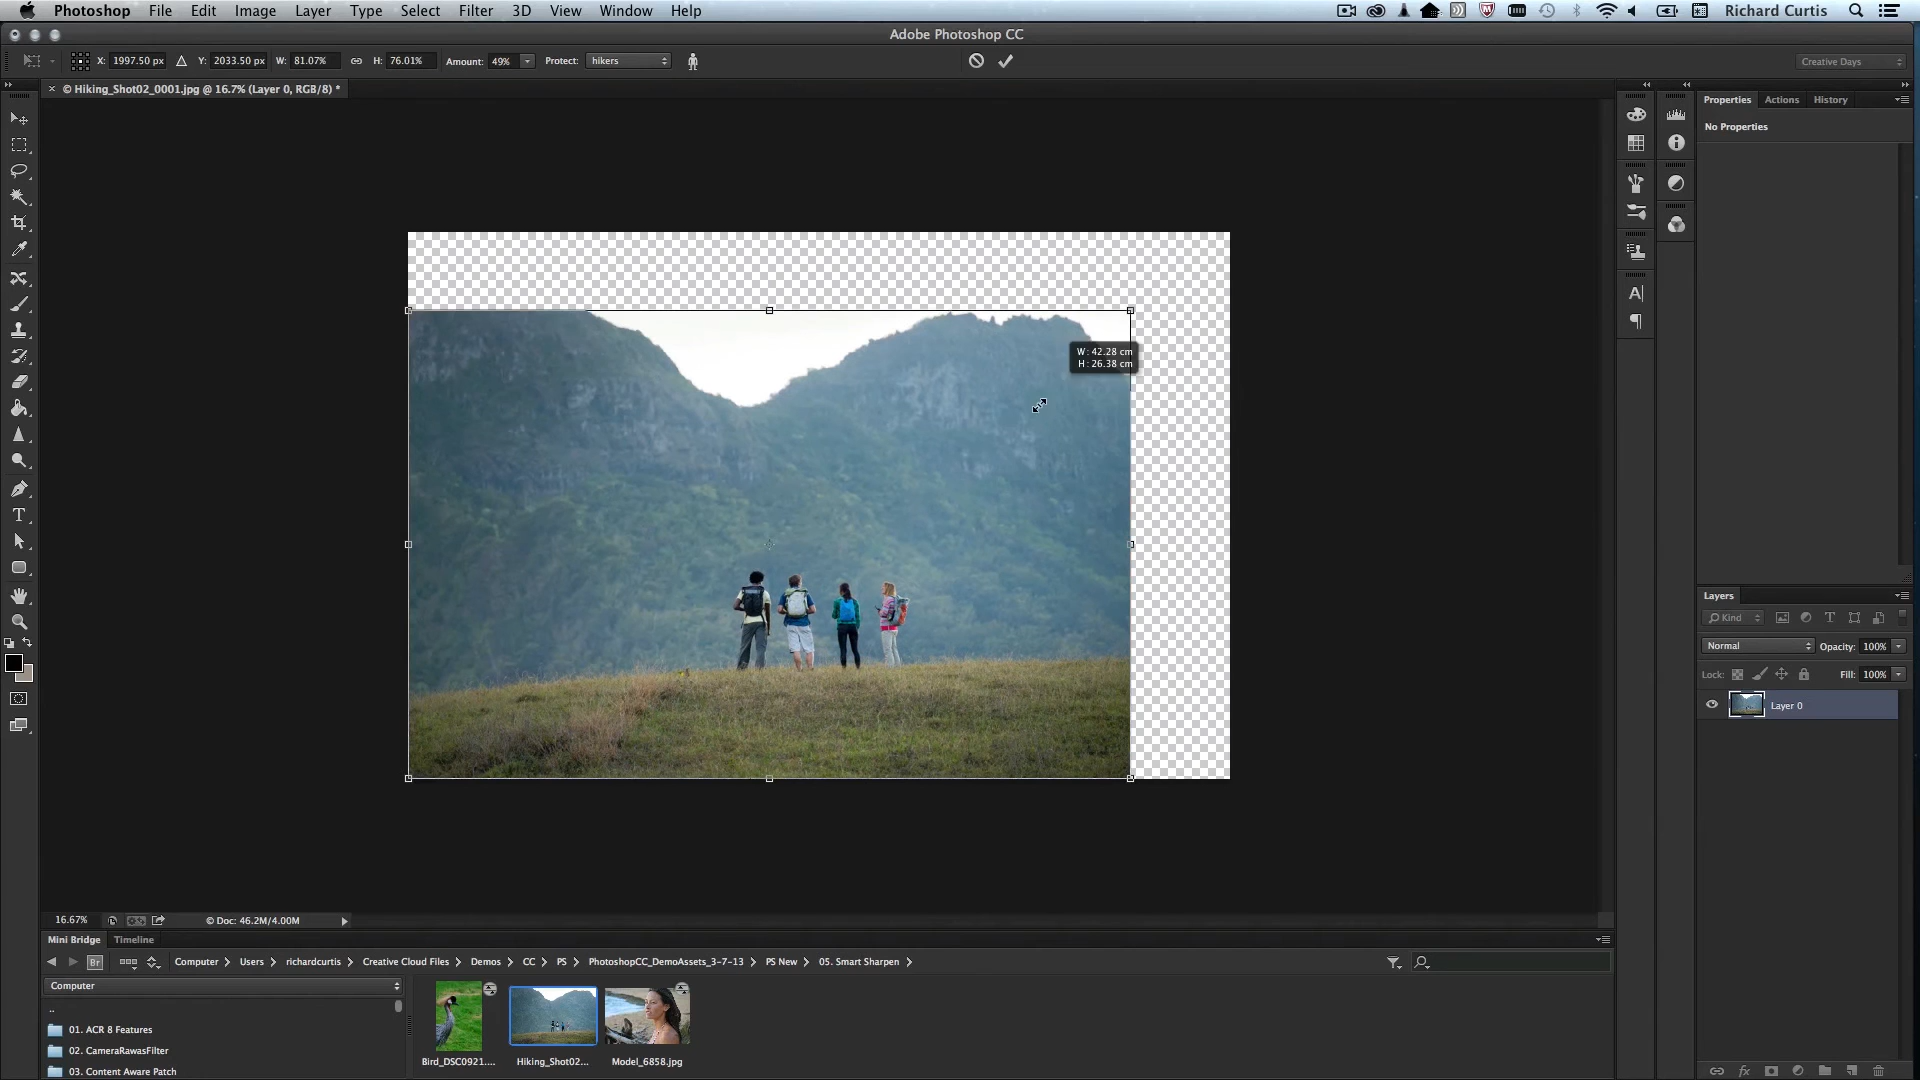 Photoshop File Edit Image Layer Type Select Filter 3D View Window Help Richard Curtis
Adobe Photoshop CC
X: 1997.50 px Y: 2033.50 px W: 81.07% H: 76.01% Amount: 49% Protect: hikers Creative Days
× © Hiking_Shot02_0001.jpg @ 16.7% (Layer 0, RGB/8) *
Properties Actions History
No Properties
W: 42.28 cm
H: 26.38 cm
Layers
Kind
Normal Opacity: 100%
Lock: Fill: 100%
Layer 0
16.67% © Doc: 46.2M/4.00M
Mini Bridge Timeline
Br Computer > Users > richardcurtis > Creative Cloud Files > Demos > CC > PS > PhotoshopCC_DemoAssets_3-7-13 > PS New > 05. Smart Sharpen >
Computer
..
01. ACR 8 Features
02. CameraRawasFilter
03. Content Aware Patch
Bird_DSC0921.... Hiking_Shot02... Model_6858.jpg